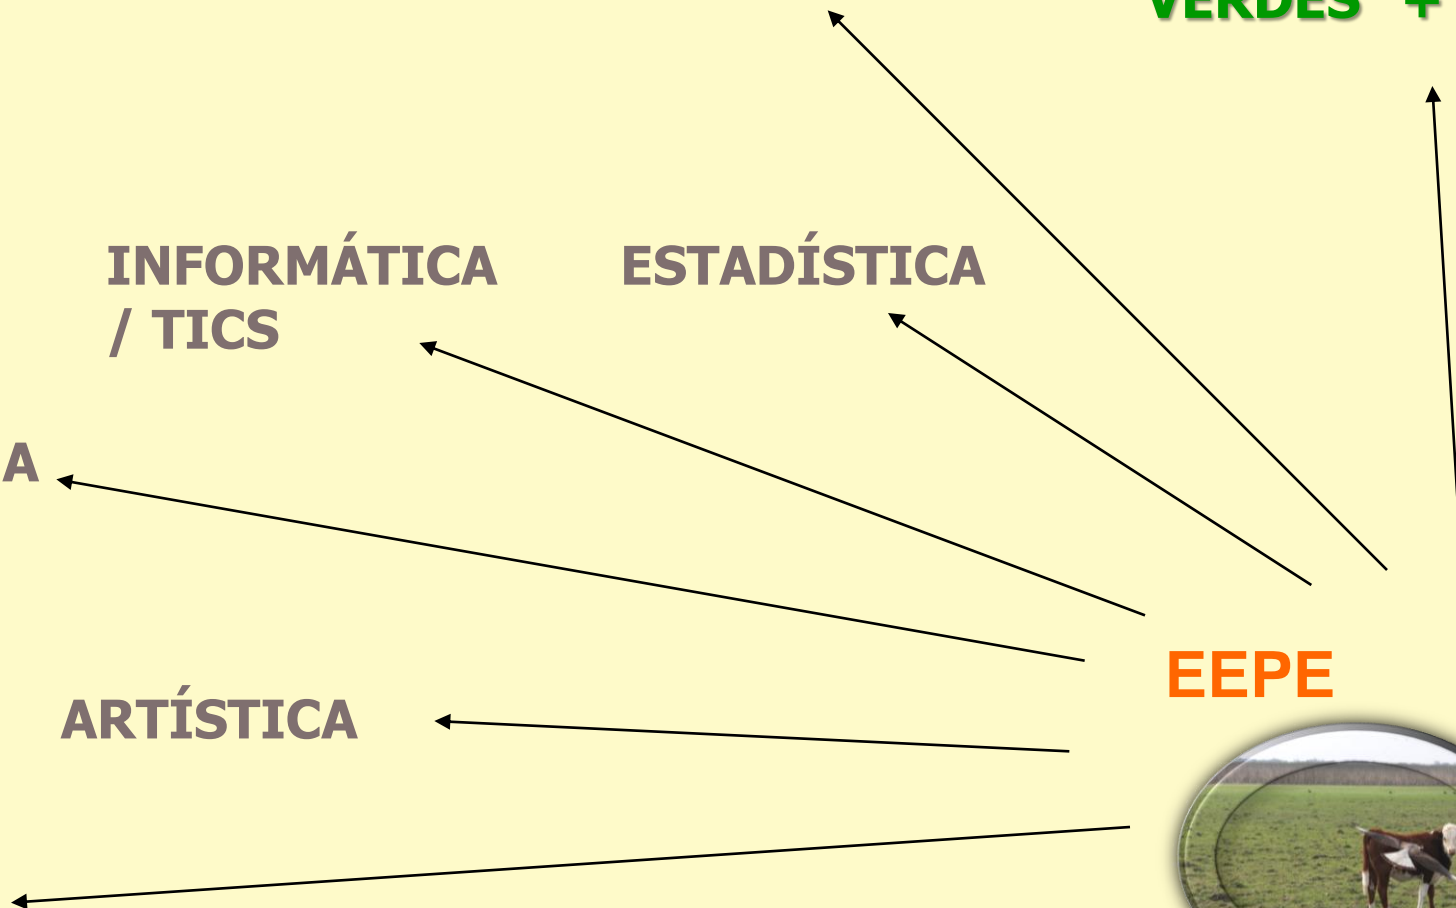 VERDES +
INFORMÁTICA
/ TICS
ESTADÍSTICA
A
EEPE
ARTÍSTICA